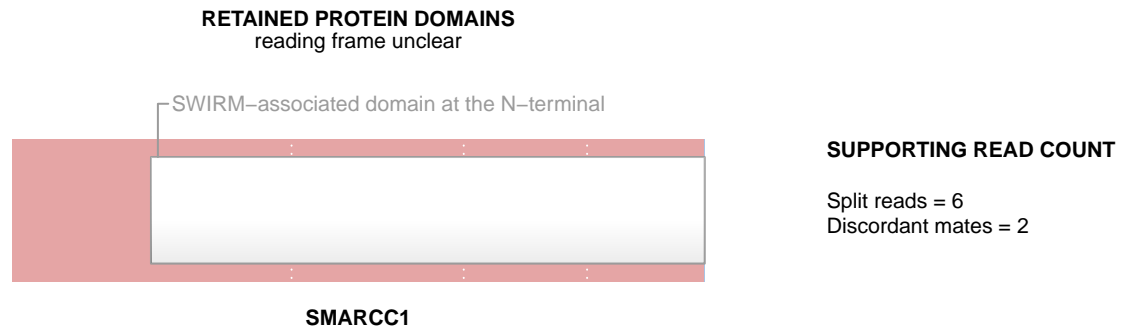 RETAINED PROTEIN DOMAINS
reading frame unclear
SWIRM−associated domain at the N−terminal
SUPPORTING READ COUNT
Split reads = 6
Discordant mates = 2
SMARCC1